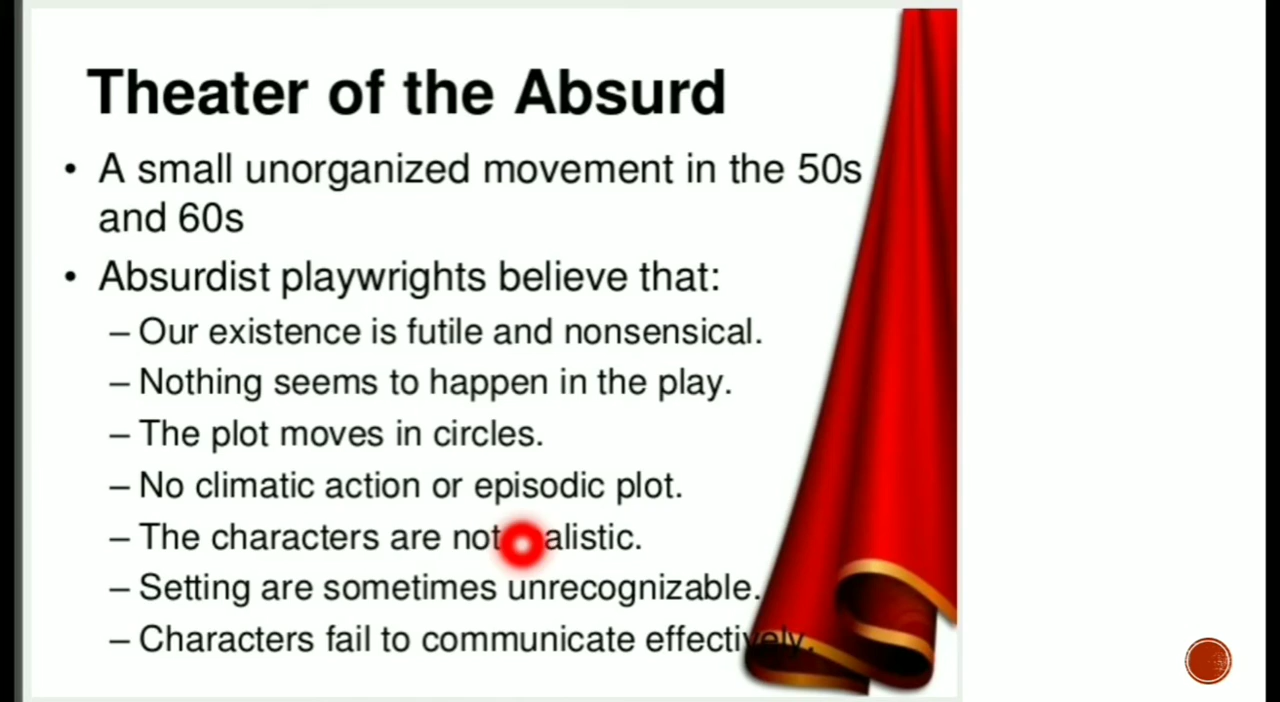 Theater of the Absurd
• A small unorganized movement in the 50s
and 60s
• Absurdist playwrights believe that:
– Our existence is futile and nonsensical.
– Nothing seems to happen in the play.
– The plot moves in circles.
– No climatic action or episodic plot.
– The characters are not alistic.
– Setting are sometimes unrecognizable.
– Characters fail to communicate effectively.